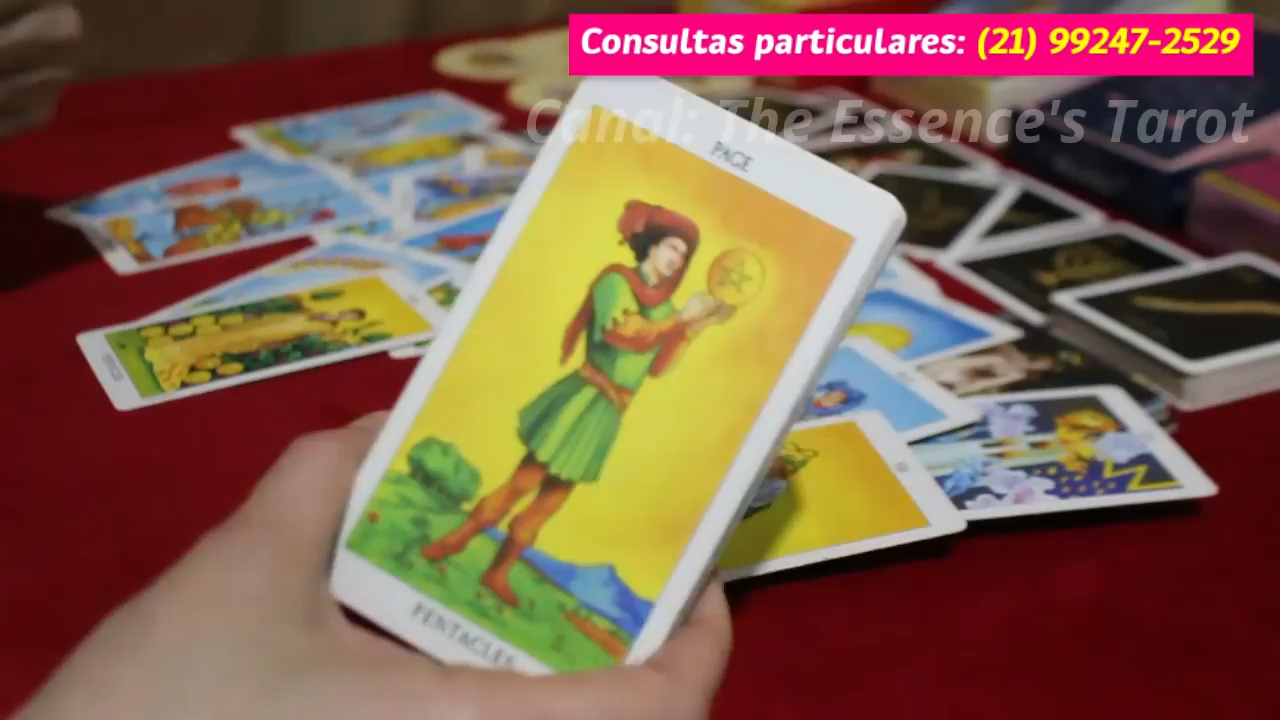 Consultas particulares: (21) 99247-2529
Canal: The Essence's Tarot
PAGE
PENTACLES